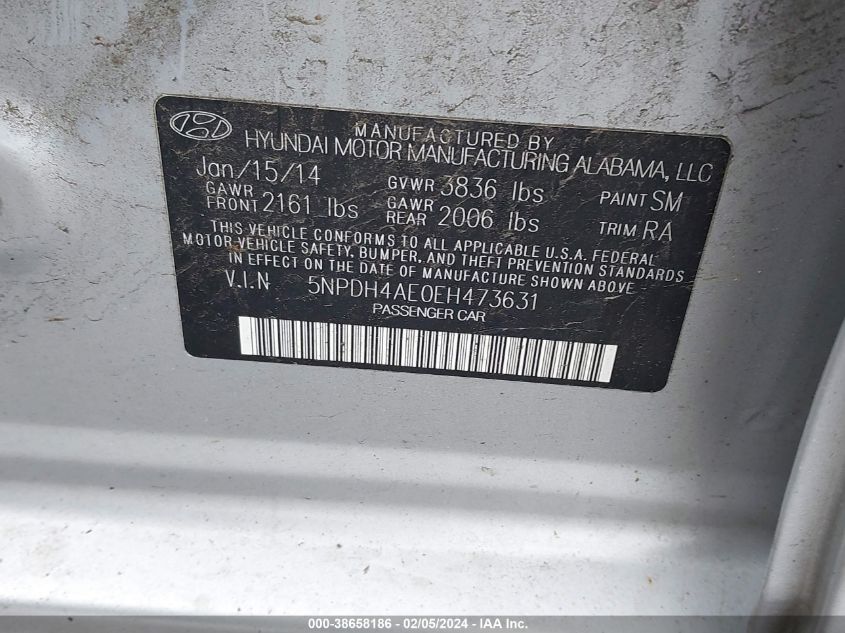 MANUFACTURED BY
HYUNDAI MOTOR MANUFACTURING ALABAMA, LLC
Jan/15/14 GVWR 3836 lbs PAINT SM
GAWR FRONT 2161 lbs GAWR REAR 2006 lbs TRIM RA
THIS VEHICLE CONFORMS TO ALL APPLICABLE U.S.A. FEDERAL
MOTOR VEHICLE SAFETY, BUMPER, AND THEFT PREVENTION STANDARDS
IN EFFECT ON THE DATE OF MANUFACTURE SHOWN ABOVE
V.I.N 5NPDH4AE0EH473631
PASSENGER CAR
000-38658186 - 02/05/2024 - IAA Inc.